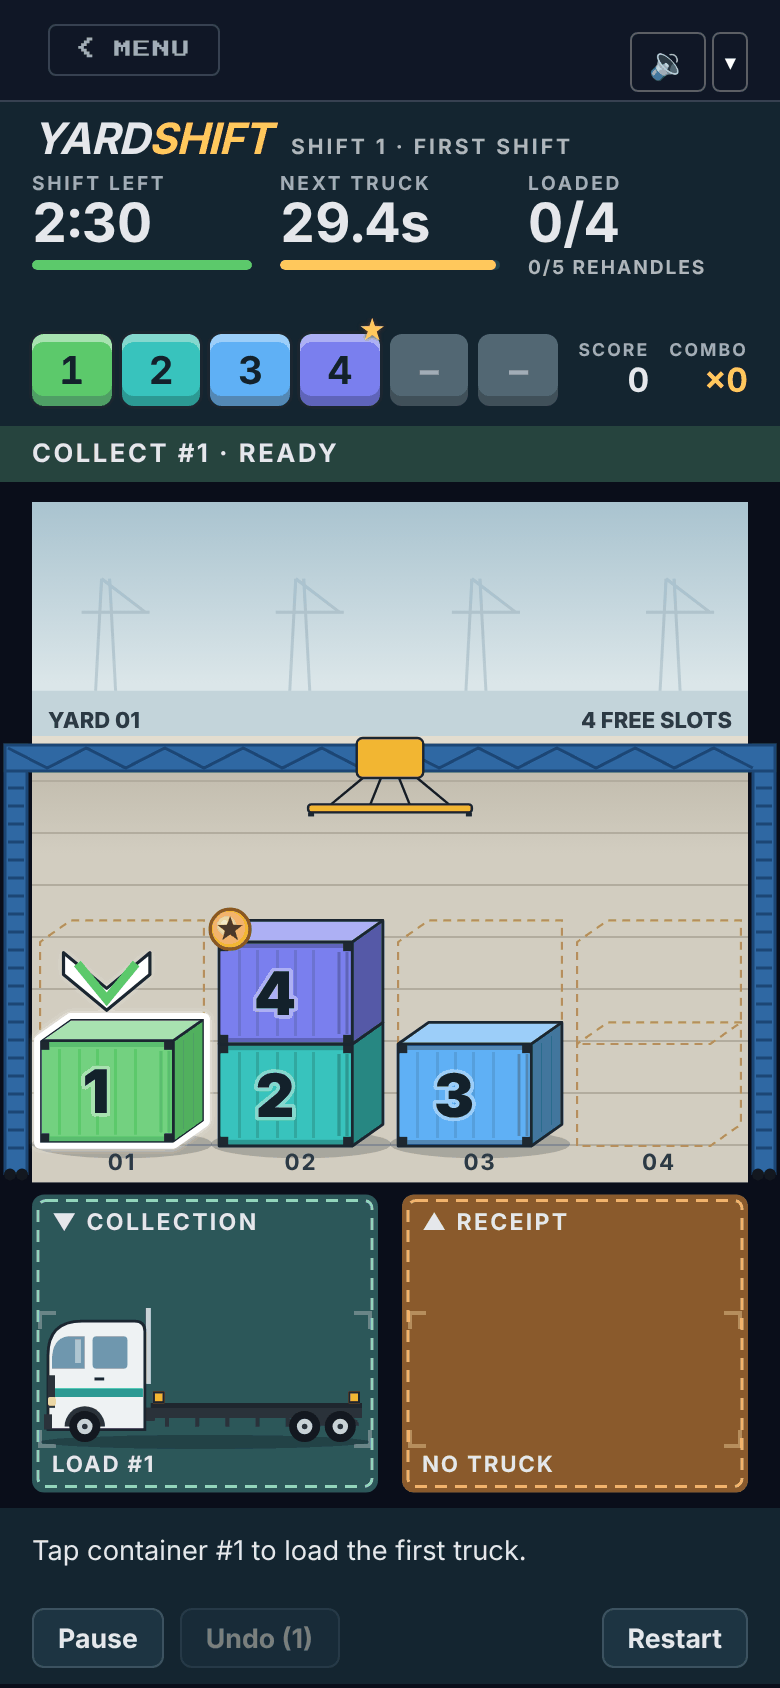 MENU
▼
YARDSHIFT SHIFT 1 · FIRST SHIFT
SHIFT LEFT NEXT TRUCK LOADED
2:30 29.4s 0/4
0/5 REHANDLES
1 2 3 4 – –
SCORE COMBO
0 ×0
COLLECT #1 · READY
YARD 01 4 FREE SLOTS
4
1 2 3
01 02 03 04
▼ COLLECTION ▲ RECEIPT
LOAD #1 NO TRUCK
Tap container #1 to load the first truck.
Pause Undo (1) Restart